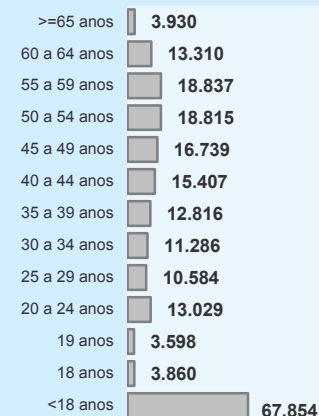 >=65 anos 3.930
60 a 64 anos 13.310
55 a 59 anos 18.837
50 a 54 anos 18.815
45 a 49 anos 16.739
40 a 44 anos 15.407
35 a 39 anos 12.816
30 a 34 anos 11.286
25 a 29 anos 10.584
20 a 24 anos 13.029
19 anos 3.598
18 anos 3.860
<18 anos 67.854